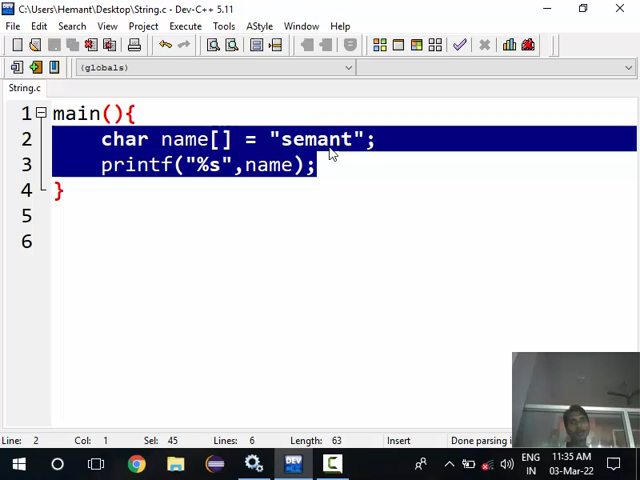 C:\Users\Hemant\Desktop\String.c - Dev-C++ 5.11
File Edit Search View Project Execute Tools AStyle Window Help
(globals)
String.c
1 main(){
2 char name[] = "semant";
3 printf("%s",name);
4 }
5
6
Line: 2 Col: 1 Sel: 45 Lines: 6 Length: 63 Insert Done parsing i
DEV
ENG 11:35 AM
IN 03-Mar-22